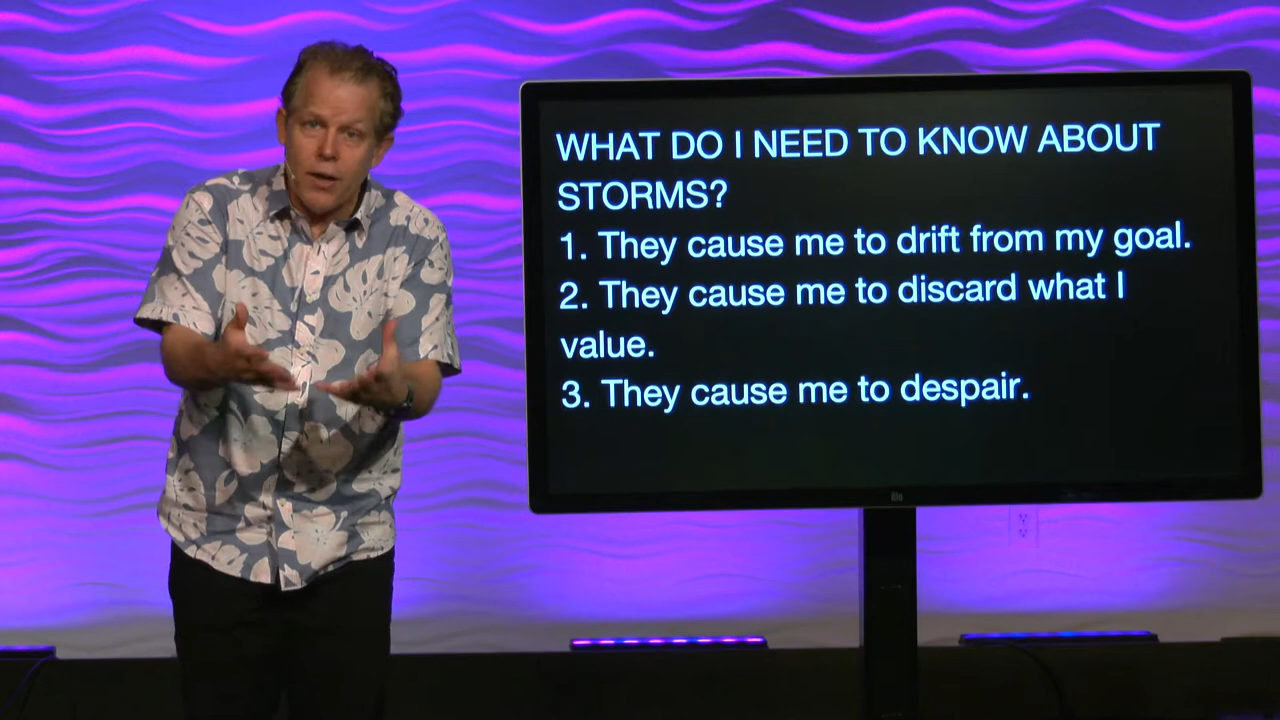 WHAT DO I NEED TO KNOW ABOUT
STORMS?
1. They cause me to drift from my goal.
2. They cause me to discard what I
value.
3. They cause me to despair.
elo